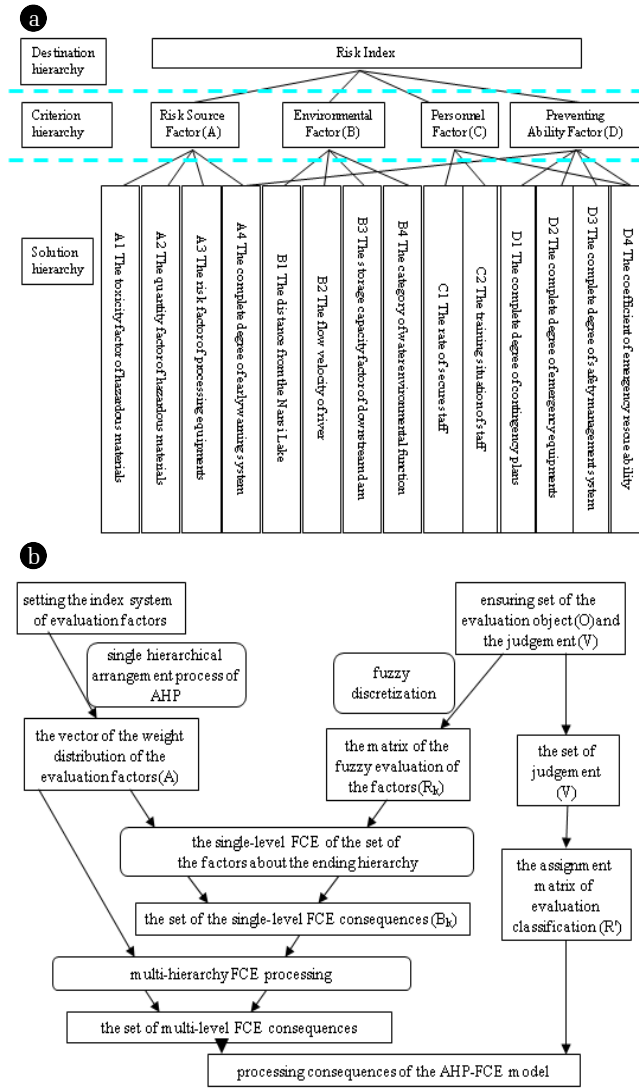 a
Destination
hierarchy
Risk Index
Criterion
hierarchy
Risk Source
Factor (A)
Environmental
Factor (B)
Personnel
Factor (C)
Preventing
Ability Factor (D)
Solution
hierarchy
A1 The toxicity factor of hazardous materials
A2 The quantity factor of hazardous materials
A3 The risk factor of processing equipments
A4 The complete degree of early warning system
B1 The distance from the Nansi Lake
B2 The flow velocity of river
B3 The storage capacity factor of downstream dam
B4 The category of water environmental function
C1 The rate of secure staff
C2 The training situation of staff
D1 The complete degree of contingency plans
D2 The complete degree of emergency equipments
D3 The complete degree of safety management system
D4 The coefficient of emergency rescue ability
b
setting the index system
of evaluation factors
ensuring set of the
evaluation object (O) and
the judgement (V)
single hierarchical
arrangement process of
AHP
fuzzy
discretization
the vector of the weight
distribution of the
evaluation factors (A)
the matrix of the
fuzzy evaluation of
the factors (Rk)
the set of
judgement
(V)
the single-level FCE of the set of
the factors about the ending hierarchy
the assignment
matrix of
evaluation
classification (R')
the set of the single-level FCE consequences (Bk)
multi-hierarchy FCE processing
the set of multi-level FCE consequences
processing consequences of the AHP-FCE model